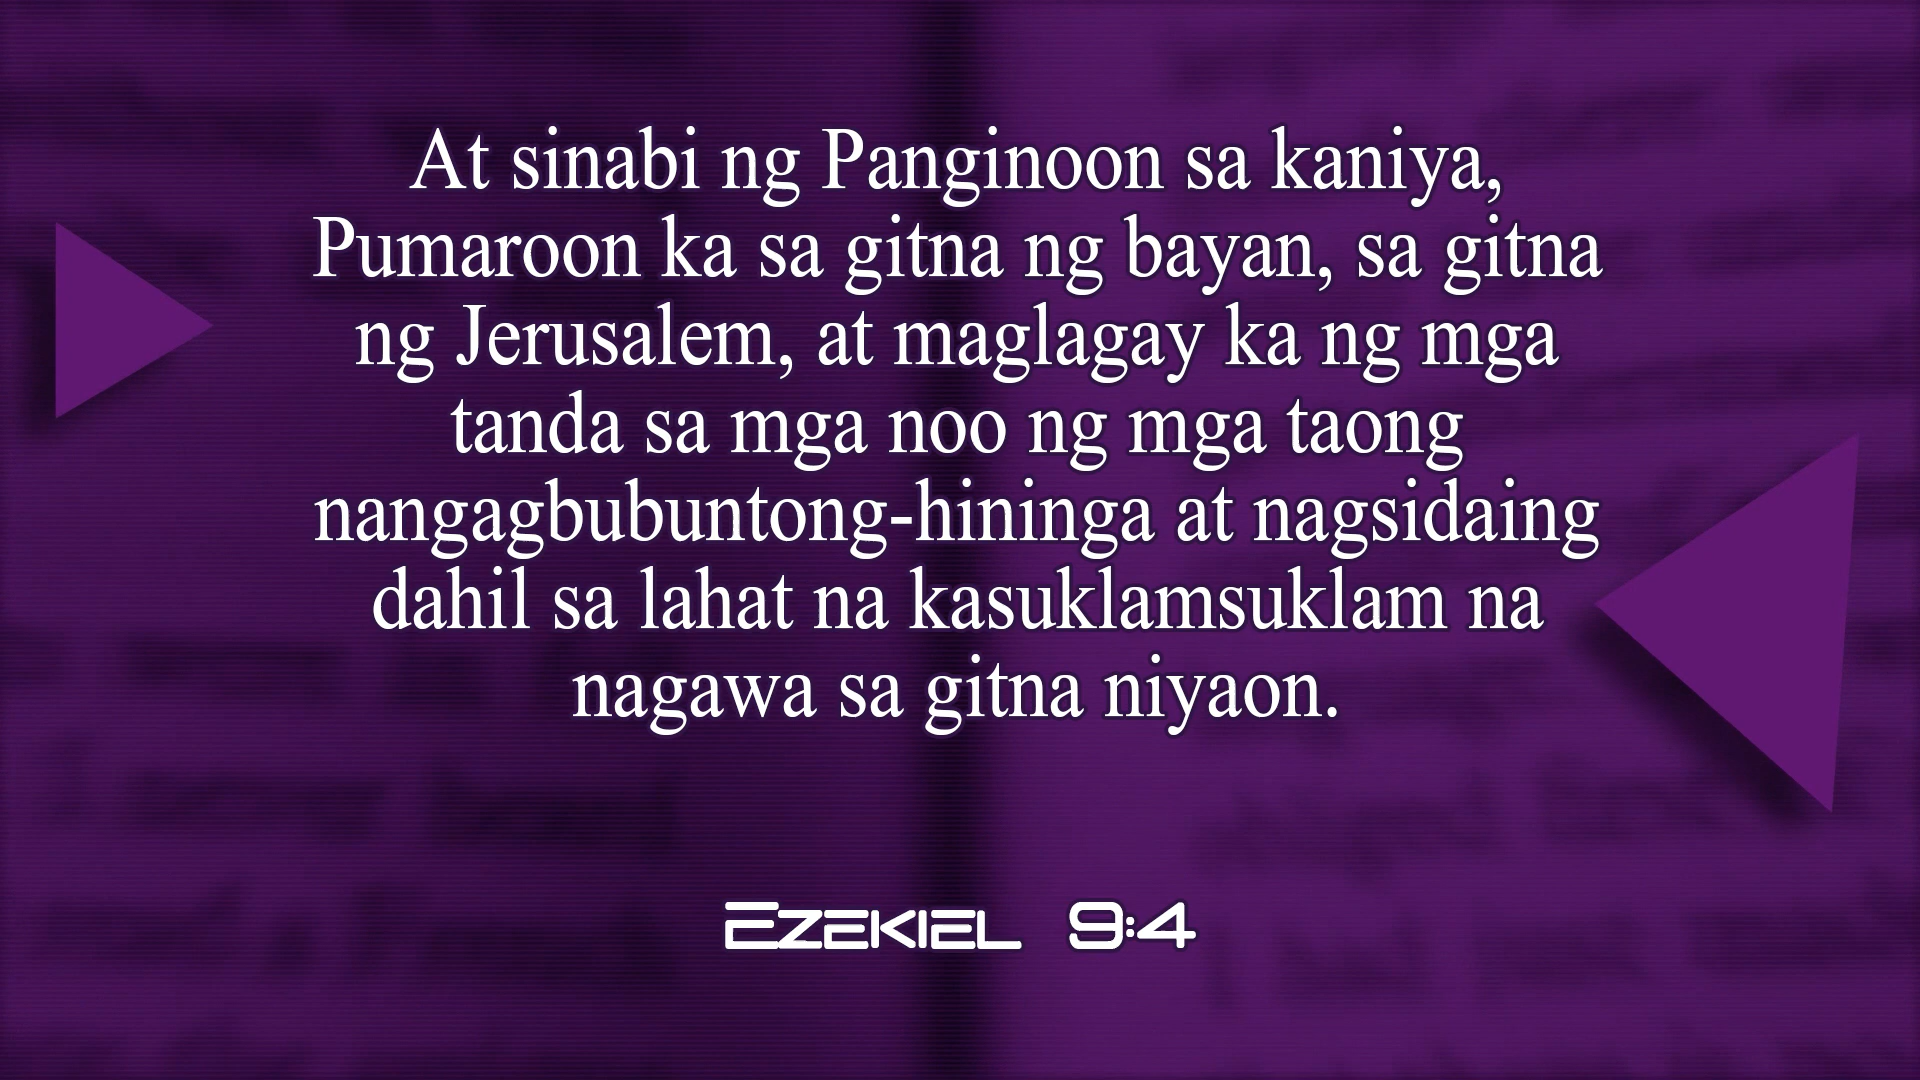 At sinabi ng Panginoon sa kaniya,
Pumaroon ka sa gitna ng bayan, sa gitna
ng Jerusalem, at maglagay ka ng mga
tanda sa mga noo ng mga taong
nangagbubuntong-hininga at nagsidaing
dahil sa lahat na kasuklamsuklam na
nagawa sa gitna niyaon.
Ezekiel 9:4